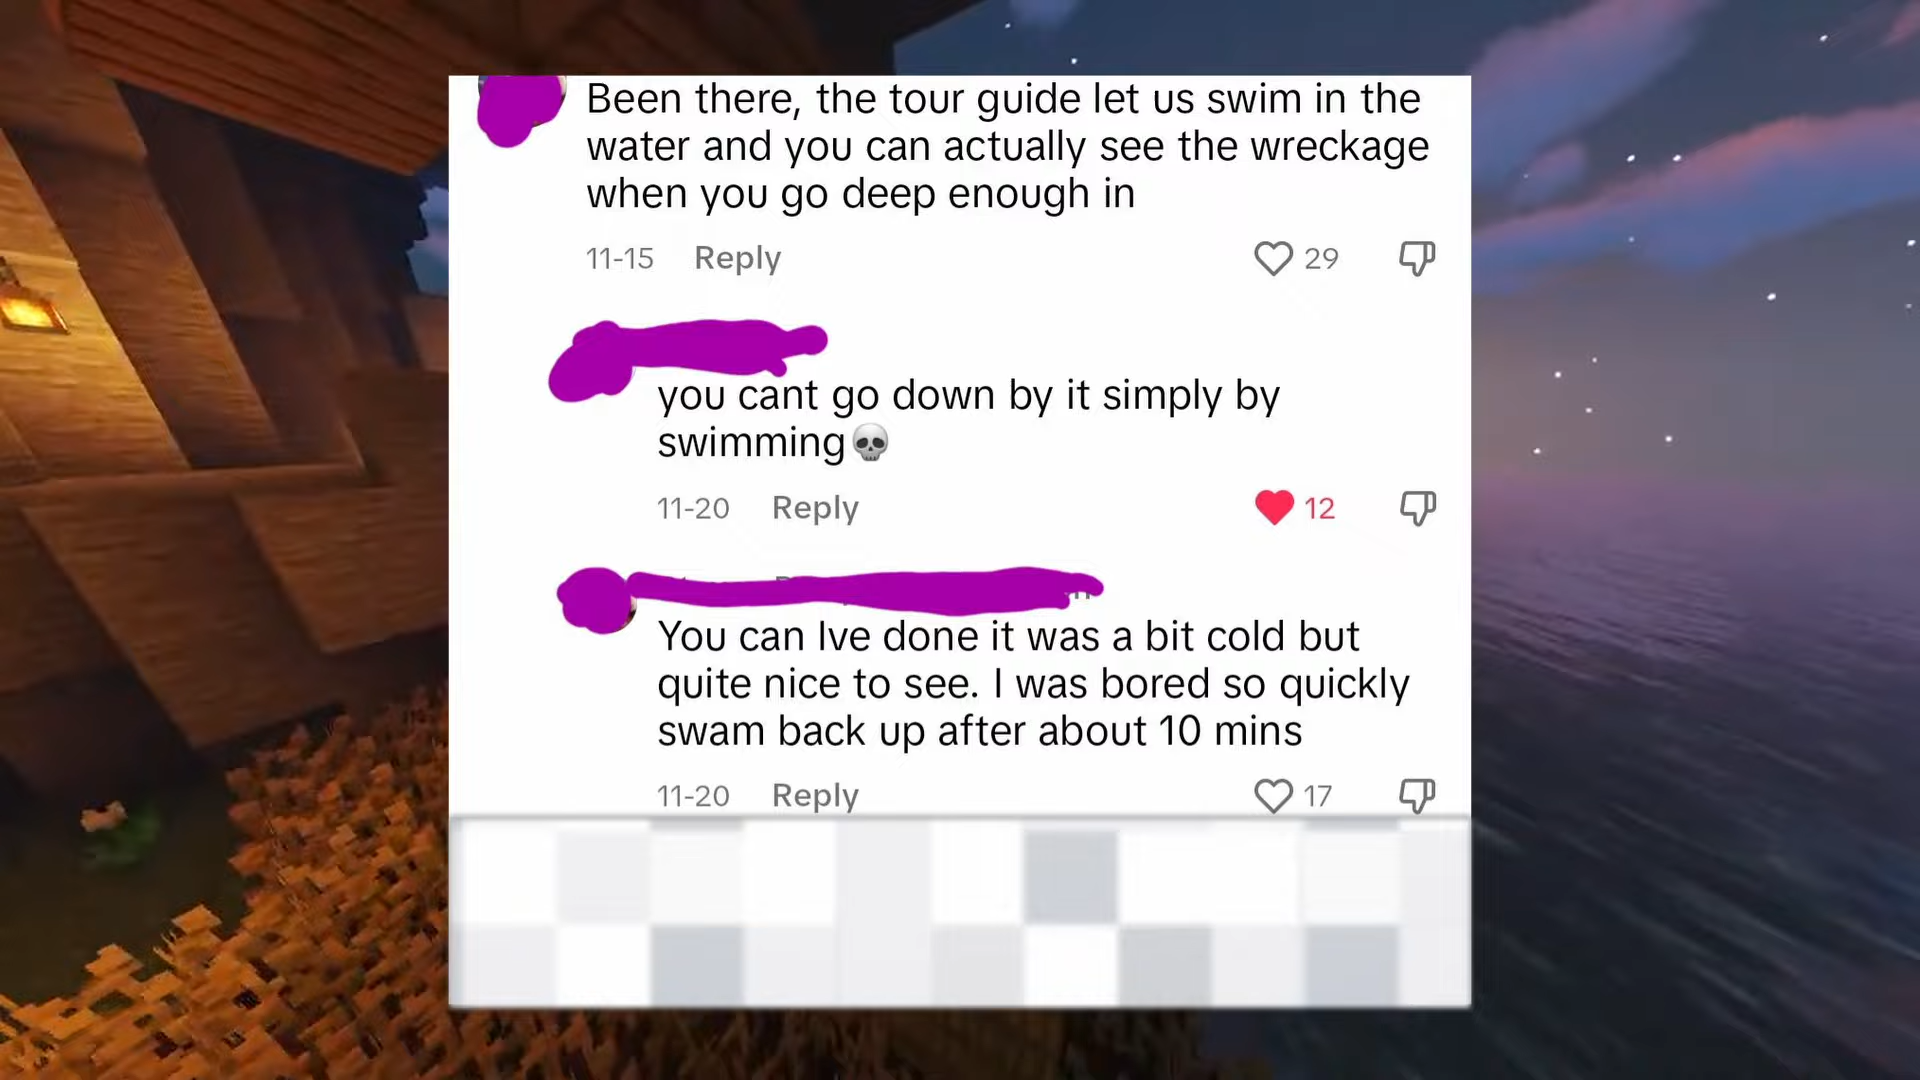 Been there, the tour guide let us swim in the
water and you can actually see the wreckage
when you go deep enough in
11-15 Reply 29
you cant go down by it simply by
swimming💀
11-20 Reply 12
You can Ive done it was a bit cold but
quite nice to see. I was bored so quickly
swam back up after about 10 mins
11-20 Reply 17